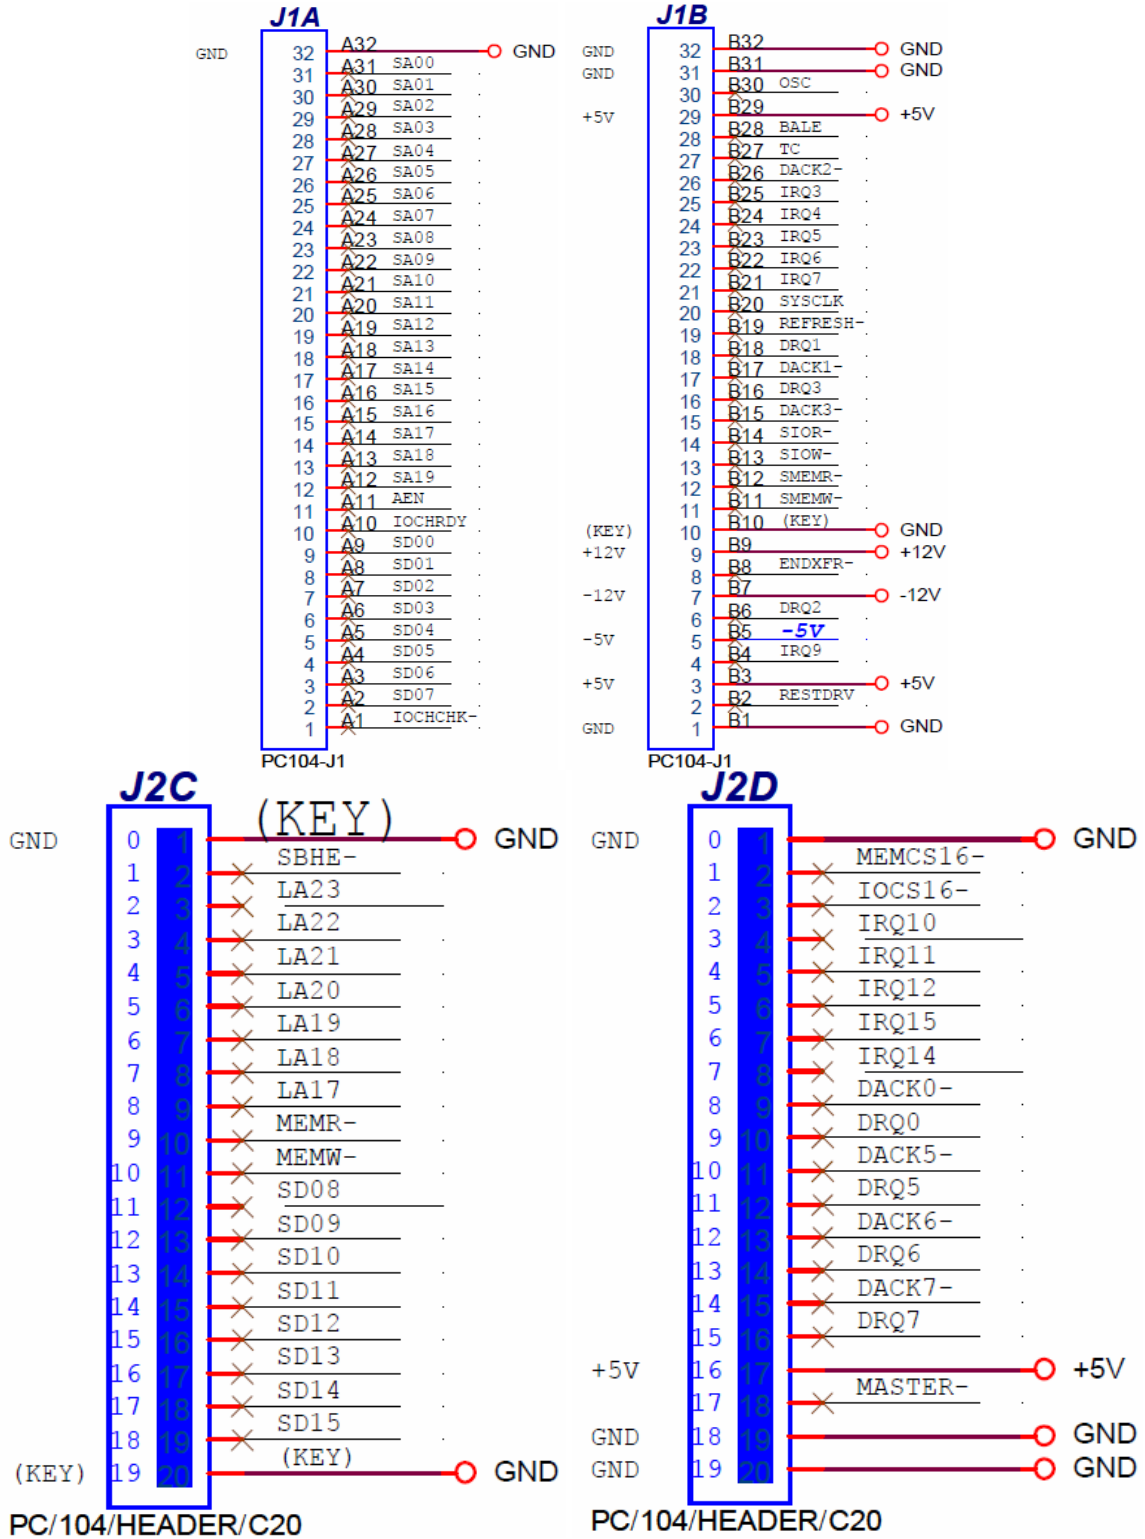 J1A
GND 32 A32 GND
31 A31 SA00
30 A30 SA01
29 A29 SA02
28 A28 SA03
27 A27 SA04
26 A26 SA05
25 A25 SA06
24 A24 SA07
23 A23 SA08
22 A22 SA09
21 A21 SA10
20 A20 SA11
19 A19 SA12
18 A18 SA13
17 A17 SA14
16 A16 SA15
15 A15 SA16
14 A14 SA17
13 A13 SA18
12 A12 SA19
11 A11 AEN
10 A10 IOCHRDY
9 A9 SD00
8 A8 SD01
7 A7 SD02
6 A6 SD03
5 A5 SD04
4 A4 SD05
3 A3 SD06
2 A2 SD07
1 A1 IOCHCHK-
PC104-J1
J1B
GND 32 B32 GND
GND 31 B31 GND
30 B30 OSC
+5V 29 B29 +5V
28 B28 BALE
27 B27 TC
26 B26 DACK2-
25 B25 IRQ3
24 B24 IRQ4
23 B23 IRQ5
22 B22 IRQ6
21 B21 IRQ7
20 B20 SYSCLK
19 B19 REFRESH-
18 B18 DRQ1
17 B17 DACK1-
16 B16 DRQ3
15 B15 DACK3-
14 B14 SIOR-
13 B13 SIOW-
12 B12 SMEMR-
11 B11 SMEMW-
(KEY) 10 B10 (KEY) GND
+12V 9 B9 +12V
8 B8 ENDXFR-
-12V 7 B7 -12V
6 B6 DRQ2
-5V 5 B5 -5V
4 B4 IRQ9
+5V 3 B3 +5V
2 B2 RESTDRV
GND 1 B1 GND
PC104-J1
J2C
GND 0 1 (KEY) GND
1 2 SBHE-
2 3 LA23
3 4 LA22
4 5 LA21
5 6 LA20
6 7 LA19
7 8 LA18
8 9 LA17
9 10 MEMR-
10 11 MEMW-
11 12 SD08
12 13 SD09
13 14 SD10
14 15 SD11
15 16 SD12
16 17 SD13
17 18 SD14
18 19 SD15
(KEY) 19 20 (KEY) GND
PC/104/HEADER/C20
J2D
GND 0 1 GND
1 2 MEMCS16-
2 3 IOCS16-
3 4 IRQ10
4 5 IRQ11
5 6 IRQ12
6 7 IRQ15
7 8 IRQ14
8 9 DACK0-
9 10 DRQ0
10 11 DACK5-
11 12 DRQ5
12 13 DACK6-
13 14 DRQ6
14 15 DACK7-
15 16 DRQ7
+5V 16 17 +5V
17 18 MASTER-
GND 18 19 GND
GND 19 20 GND
PC/104/HEADER/C20